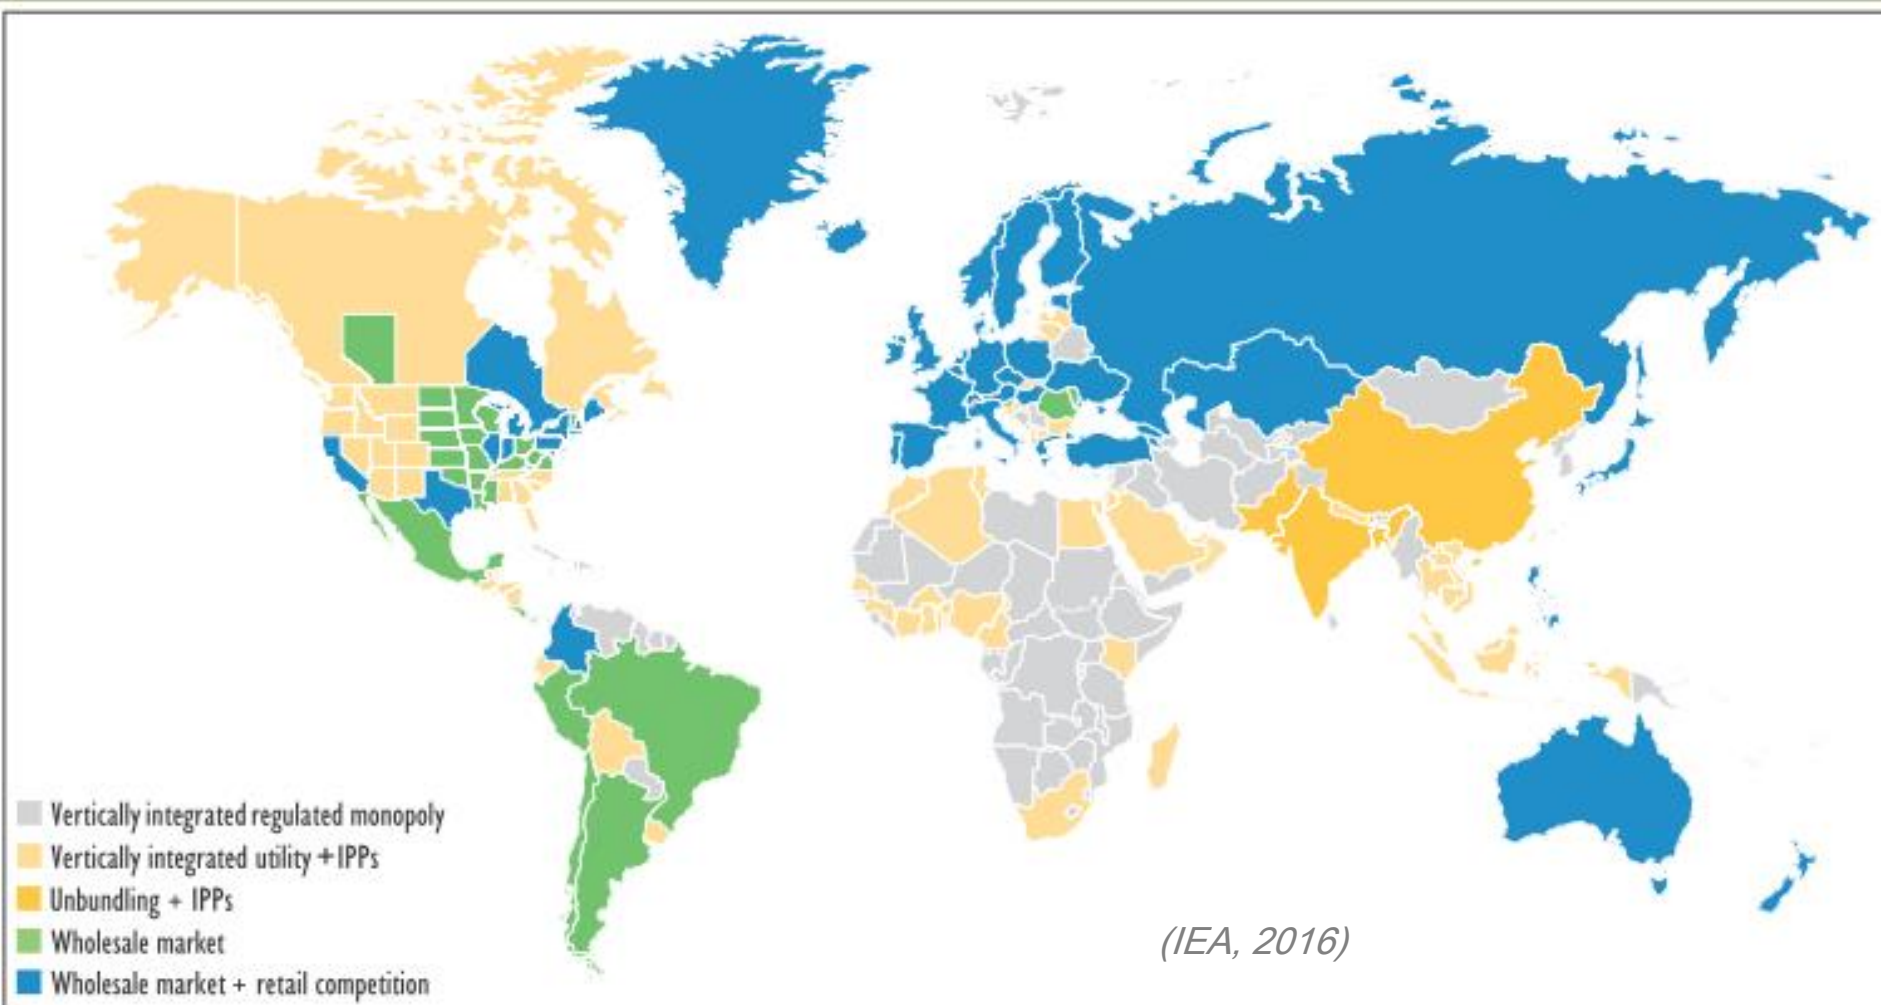 Vertically integrated regulated monopoly
Vertically integrated utility +IPPs
Unbundling + IPPs
Wholesale market
Wholesale market + retail competition
(IEA, 2016)